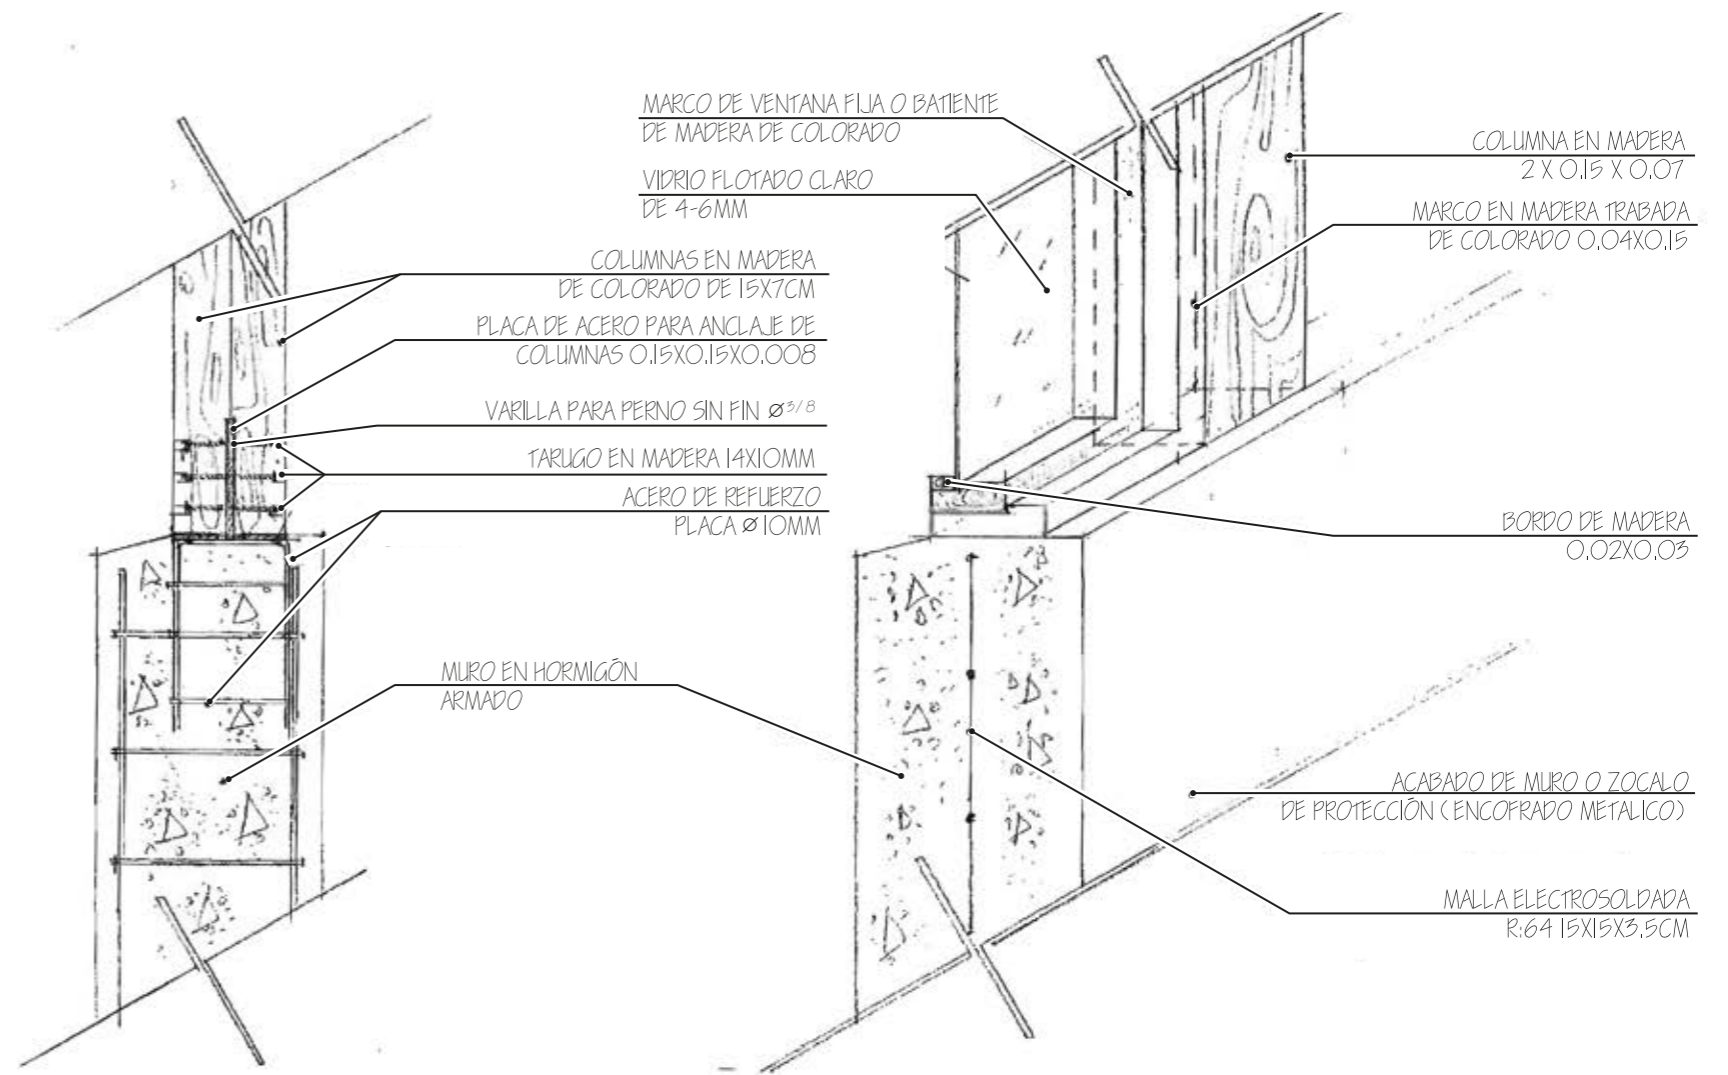 MARCO DE VENTANA FIJA O BATIENTE
DE MADERA DE COLORADO
VIDRIO FLOTADO CLARO
DE 4-6MM
COLUMNAS EN MADERA
DE COLORADO DE 15X7CM
PLACA DE ACERO PARA ANCLAJE DE
COLUMNAS 0.15X0.15X0.008
VARILLA PARA PERNO SIN FIN Ø3/8
TARUGO EN MADERA 14X10MM
ACERO DE REFUERZO
PLACA Ø10MM
MURO EN HORMIGÓN
ARMADO
COLUMNA EN MADERA
2 X 0.15 X 0.07
MARCO EN MADERA TRABADA
DE COLORADO 0.04X0.15
BORDO DE MADERA
0.02X0.03
ACABADO DE MURO O ZOCALO
DE PROTECCIÓN (ENCOFRADO METALICO)
MALLA ELECTROSOLDADA
R:64 15X15X3.5CM